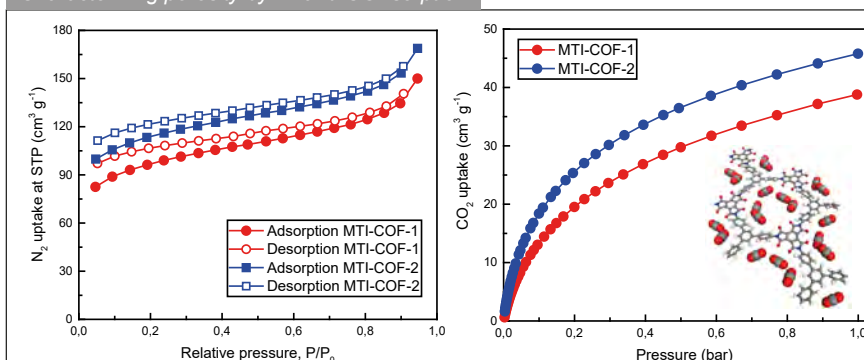 180
150
120
90
60
30
0
N₂ uptake at STP (cm³ g⁻¹)
Adsorption MTI-COF-1
Desorption MTI-COF-1
Adsorption MTI-COF-2
Desorption MTI-COF-2
0,0 0,2 0,4 0,6 0,8 1,0
Relative pressure, P/P₀
50
40
30
20
10
0
CO₂ uptake (cm³ g⁻¹)
MTI-COF-1
MTI-COF-2
0,0 0,2 0,4 0,6 0,8 1,0
Pressure (bar)